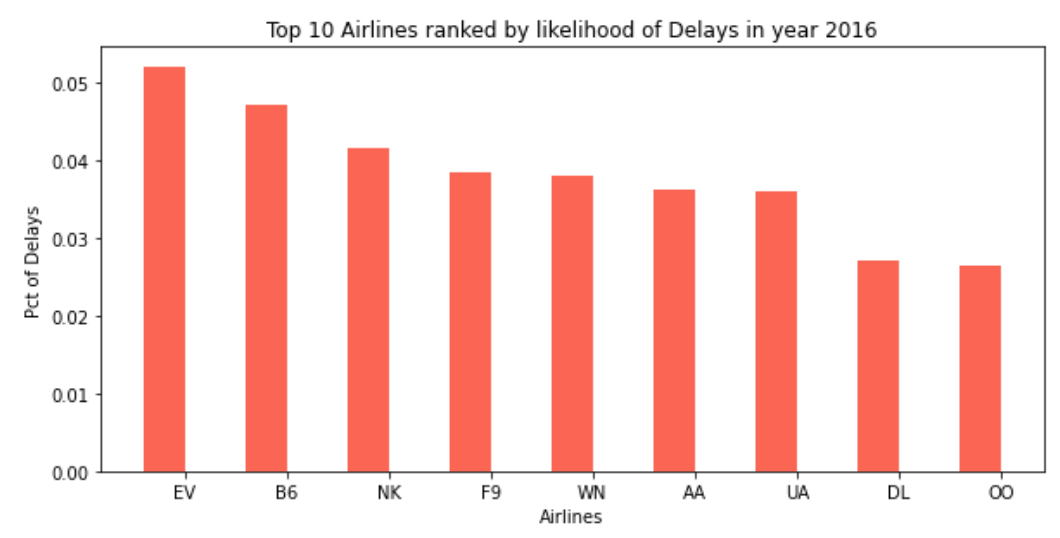 Top 10 Airlines ranked by likelihood of Delays in year 2016
Pct of Delays
0.05
0.04
0.03
0.02
0.01
0.00
EV B6 NK F9 WN AA UA DL OO
Airlines